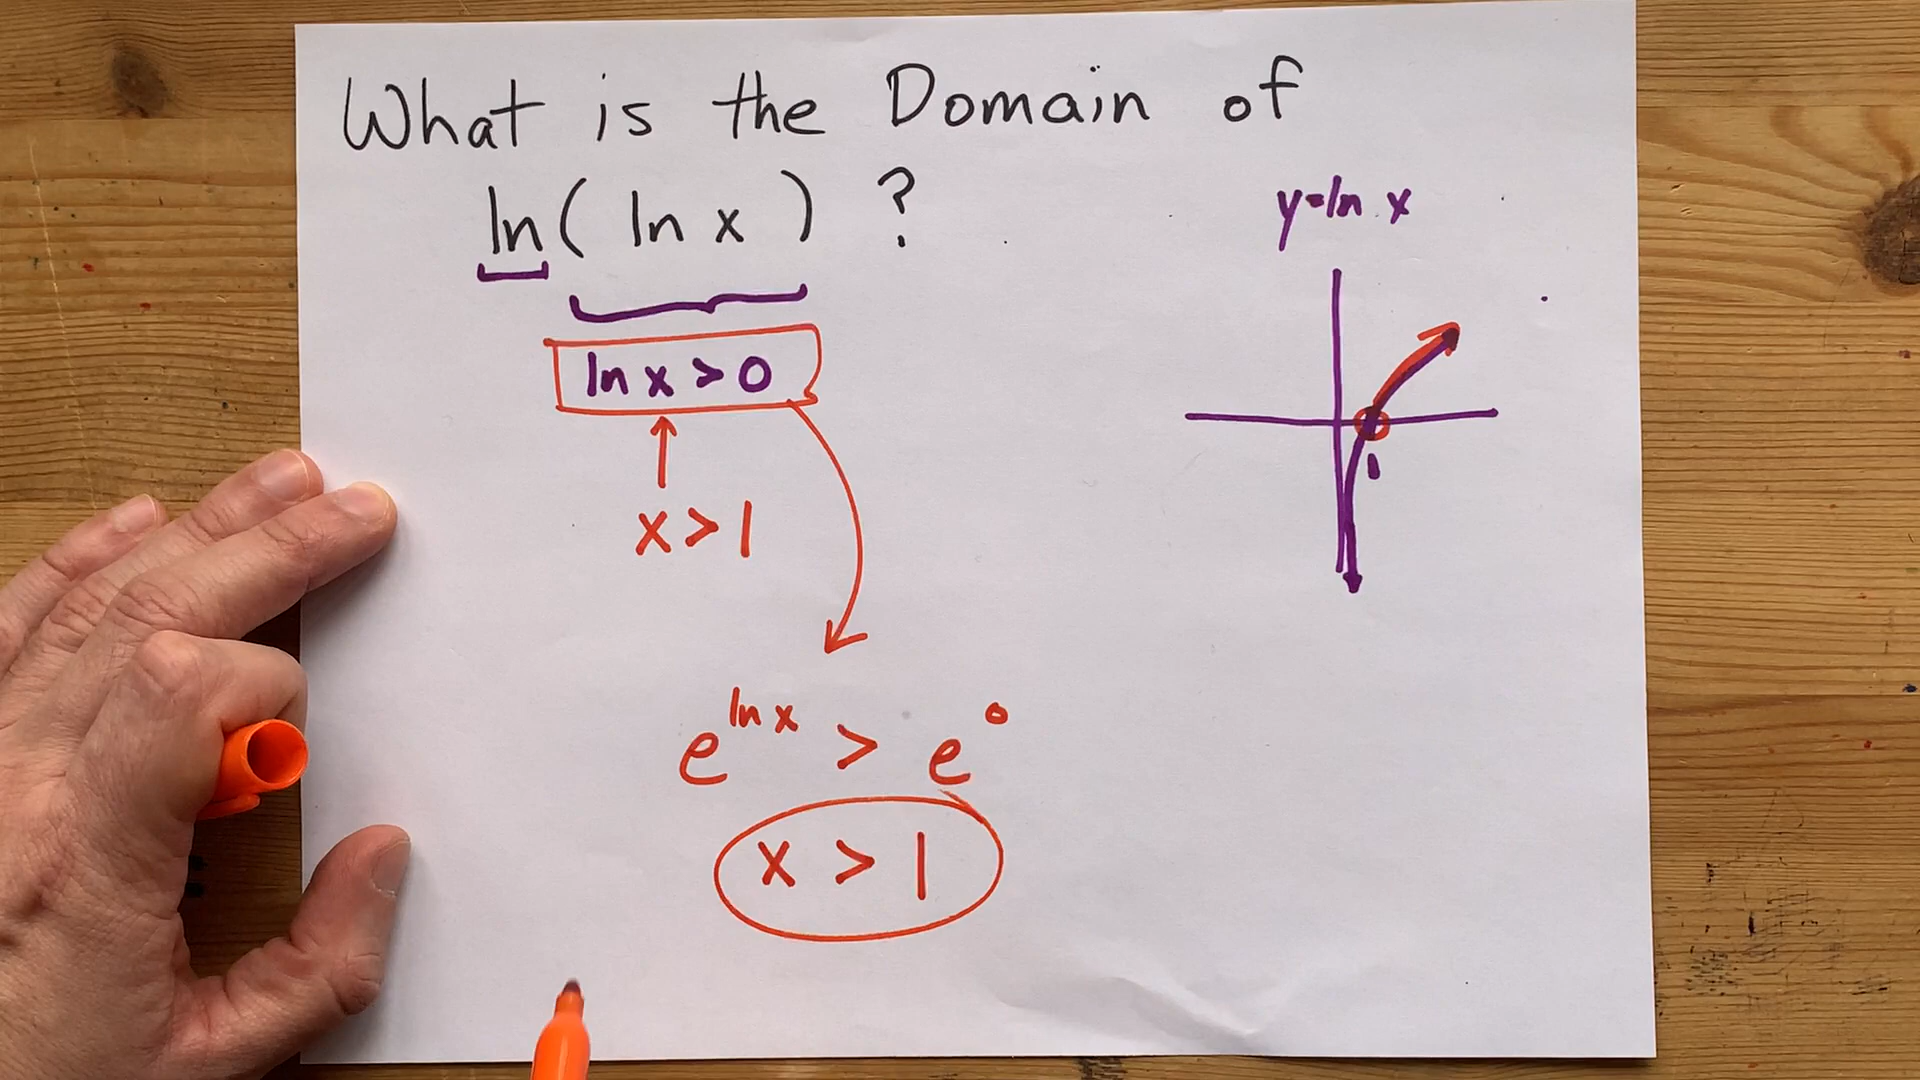 What is the Domain of
ln( ln x ) ?
y=ln x
ln x > 0
1
x > 1
e^{ln x} > e^0
x > 1